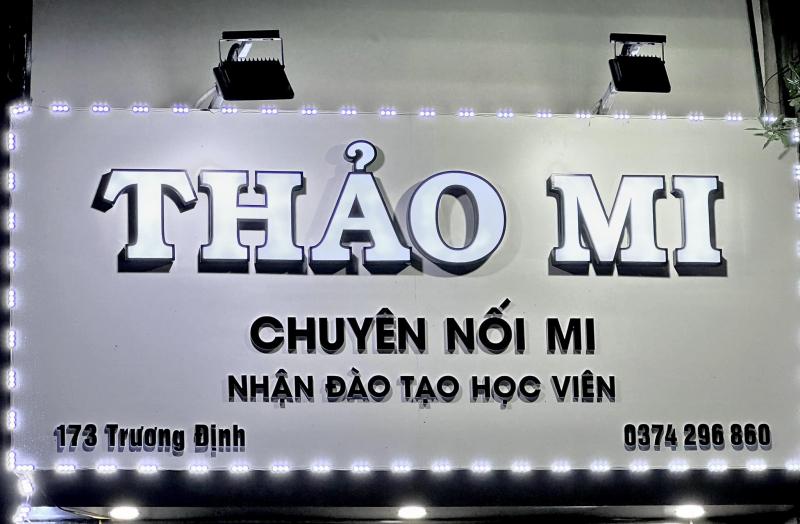 THẢO MI
CHUYÊN NỐI MI
NHẬN ĐÀO TẠO HỌC VIÊN
173 Trương Định
0374 296 860